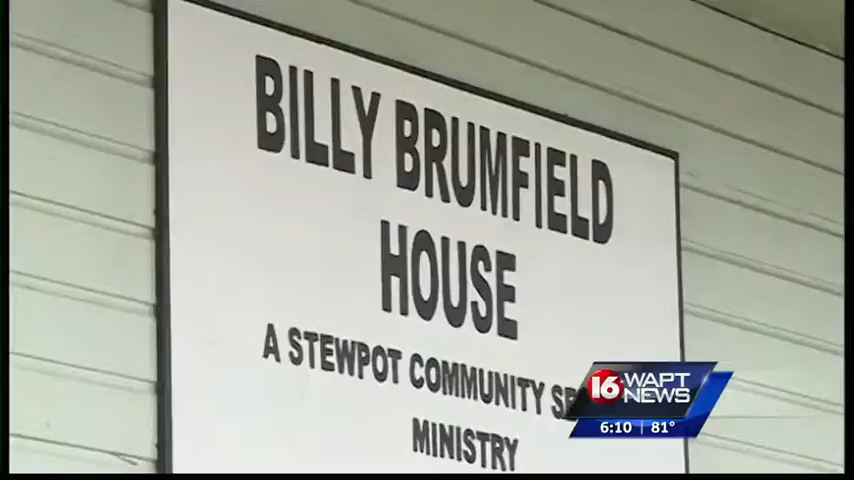 BILLY BRUMFIELD
HOUSE
A STEWPOT COMMUNITY
MINISTRY
16 WAPT
NEWS
6:10 | 81°